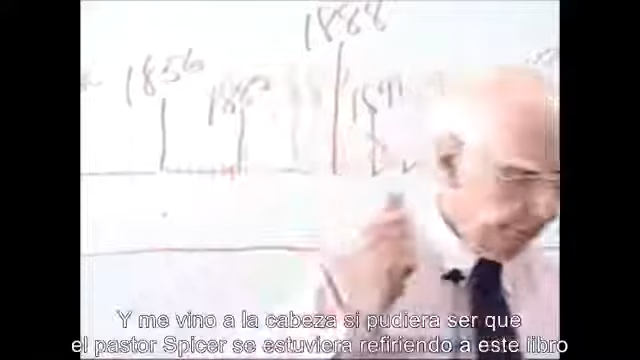 1888
1856
Y me vino a la cabeza si pudiera ser que
el pastor Spicer se estuviera refiriendo a este libro